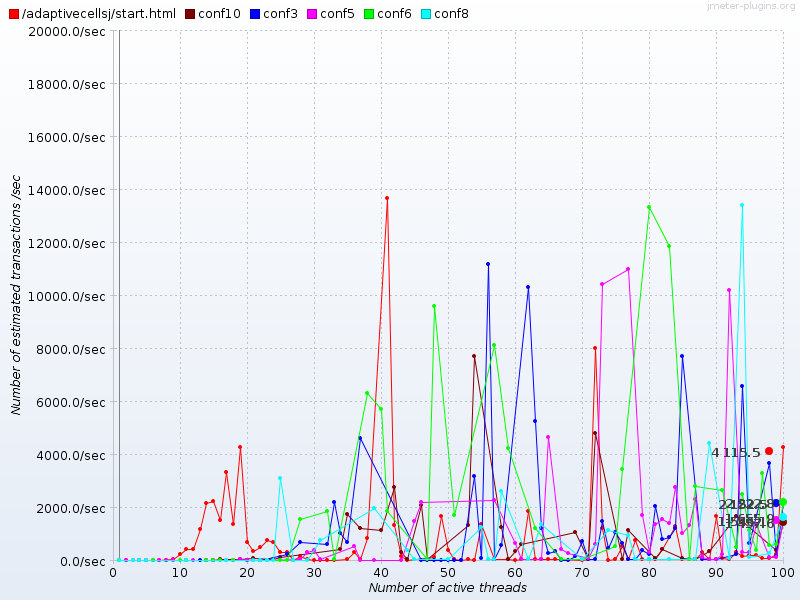 jmeter-plugins.org
/adaptivecellsj/start.html conf10 conf3 conf5 conf6 conf8
20000.0/sec
18000.0/sec
16000.0/sec
14000.0/sec
12000.0/sec
10000.0/sec
8000.0/sec
6000.0/sec
4000.0/sec
2000.0/sec
0.0/sec
Number of estimated transactions /sec
4 115.5
0 10 20 30 40 50 60 70 80 90 100
Number of active threads